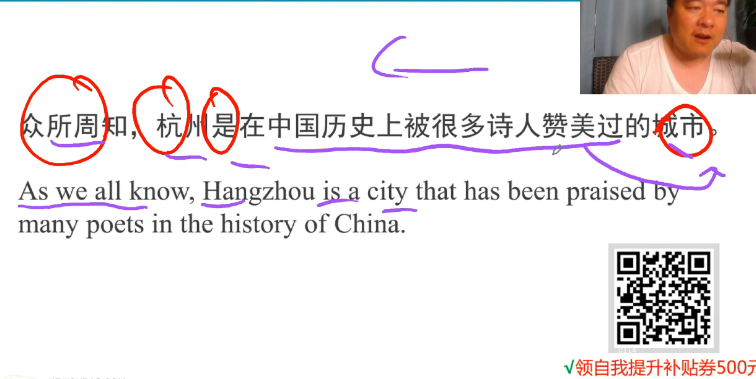 众所周知，杭州是在中国历史上被很多诗人赞美过的城市。
As we all know, Hangzhou is a city that has been praised by
many poets in the history of China.
√领自我提升补贴券500元